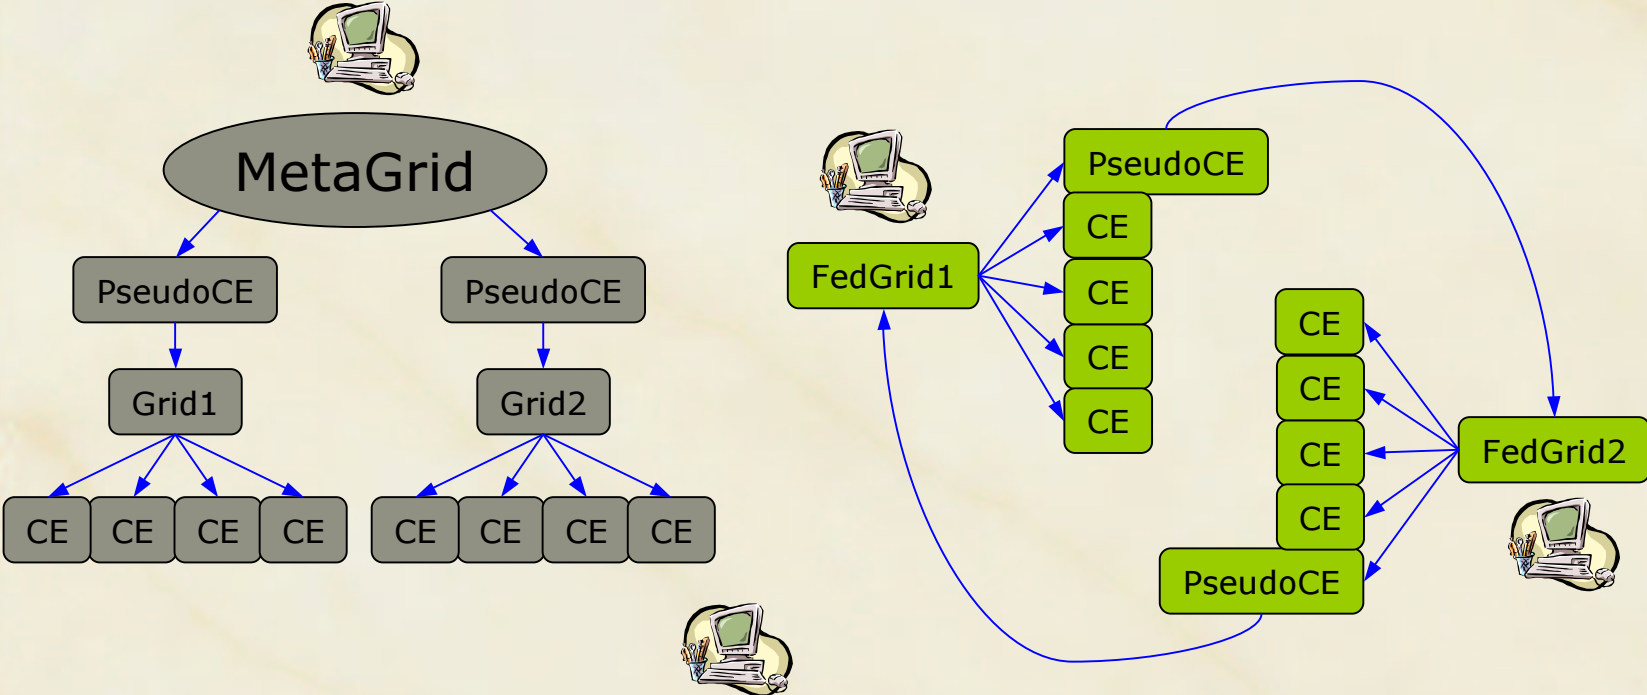 MetaGrid
PseudoCE
PseudoCE
Grid1
Grid2
CE CE CE CE
CE CE CE CE
PseudoCE
CE
FedGrid1
CE
CE
CE
CE
CE
CE
CE
FedGrid2
PseudoCE